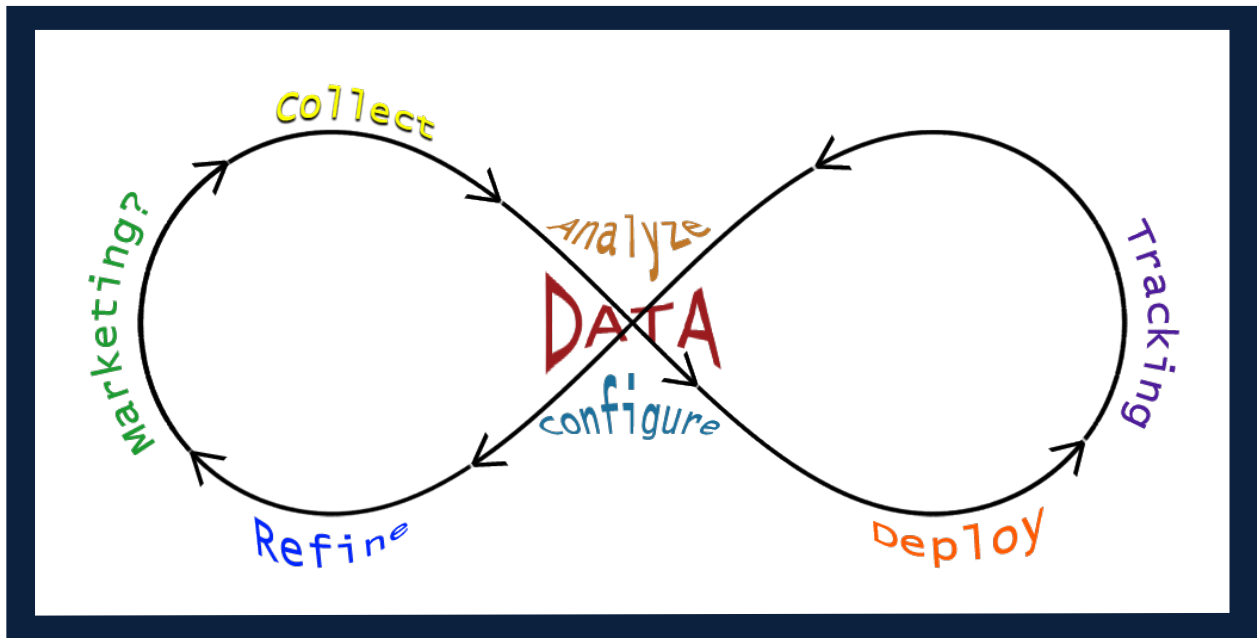 Collect
Analyze
Marketing?
Tracking
DATA
configure
Refine
Deploy